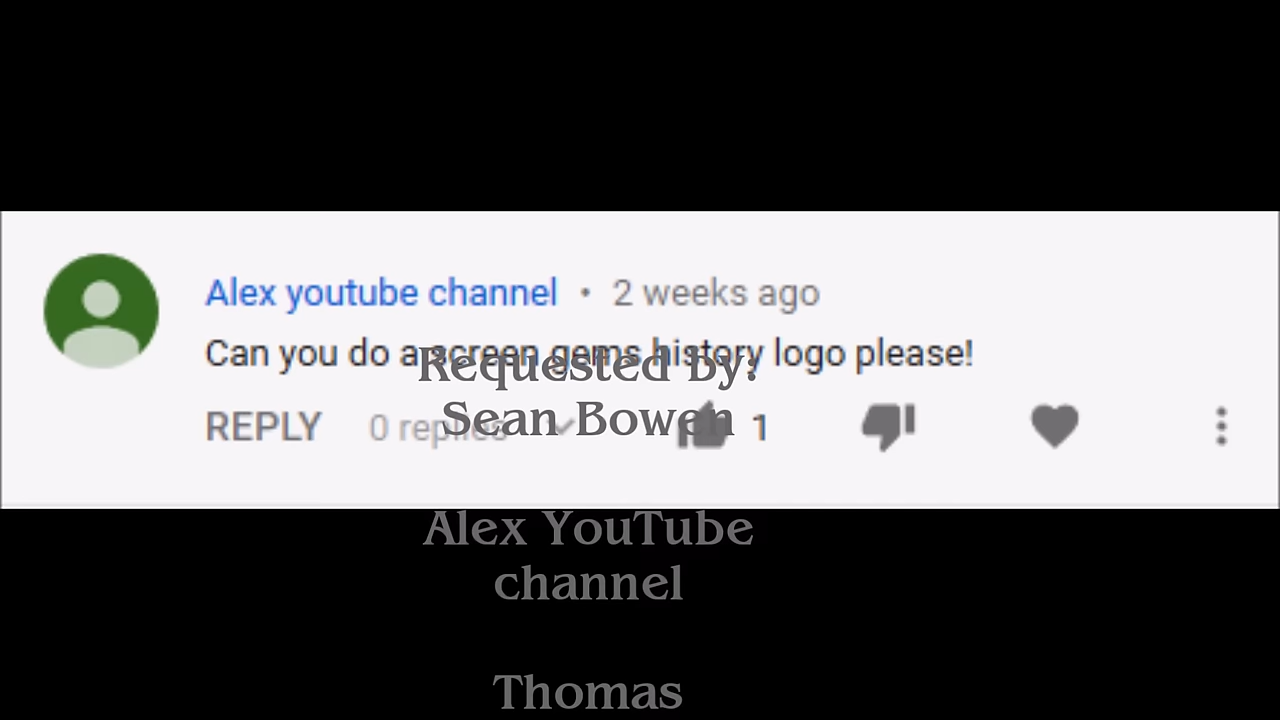 Alex youtube channel • 2 weeks ago
Can you do a screen gems history logo please!
Requested by:
Sean Bowen
REPLY 0 replies 1
Alex YouTube
channel
Thomas